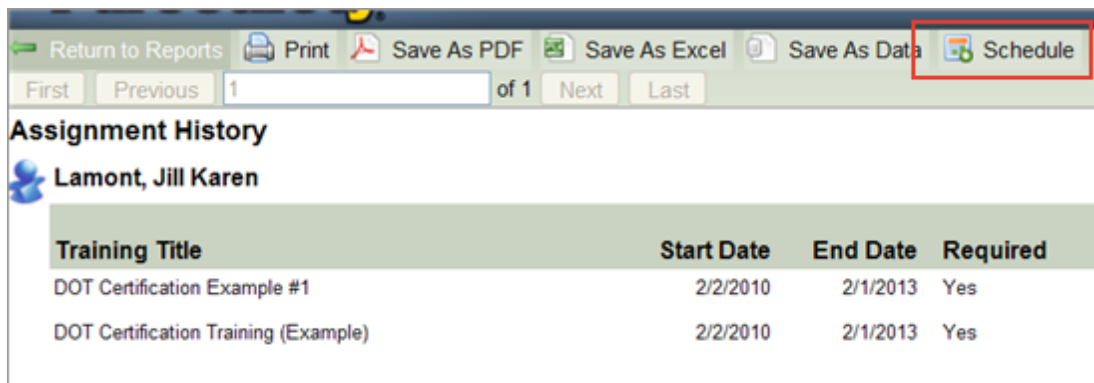 Return to Reports Print Save As PDF Save As Excel Save As Data Schedule
First Previous 1 of 1 Next Last
Assignment History
Lamont, Jill Karen
Training Title Start Date End Date Required
DOT Certification Example #1 2/2/2010 2/1/2013 Yes
DOT Certification Training (Example) 2/2/2010 2/1/2013 Yes